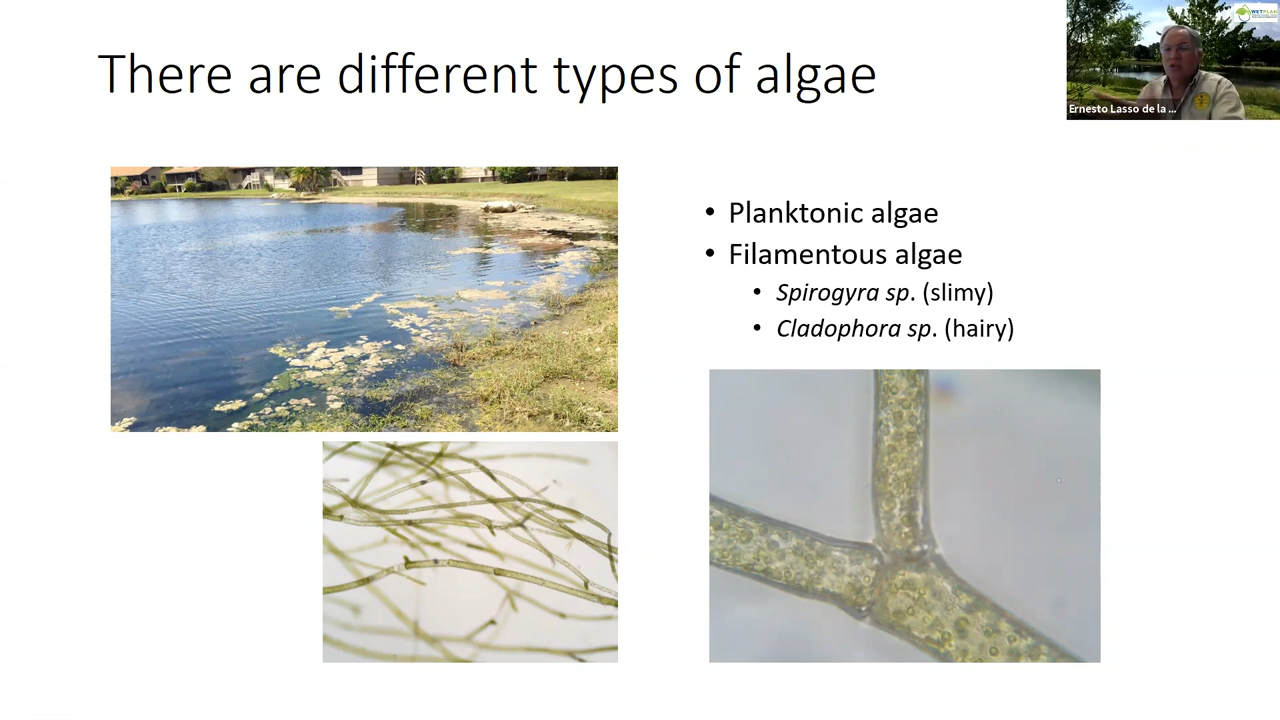 There are different types of algae
WETPLAN
Ernesto Lasso de la ...
• Planktonic algae
• Filamentous algae
• Spirogyra sp. (slimy)
• Cladophora sp. (hairy)